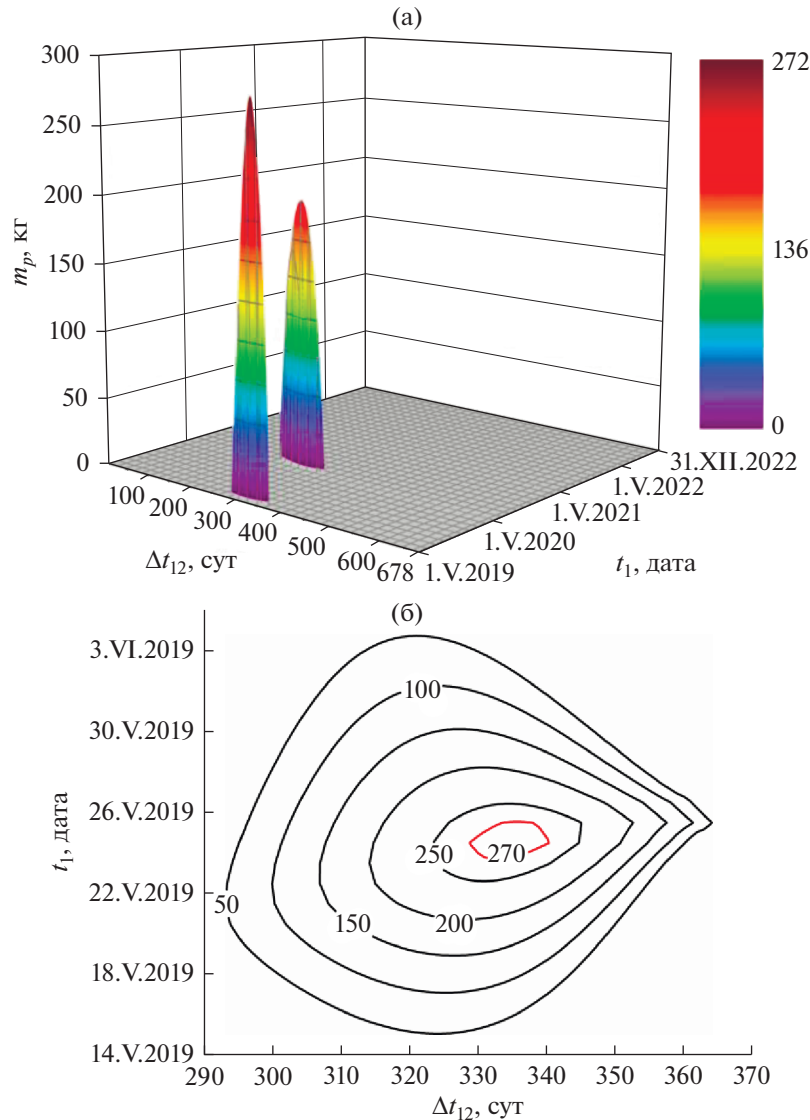 (а)
300
250
200
150
100
50
0
m_p, кг
100
200
300
400
500
600
678
Δt₁₂, сут
1.V.2019
1.V.2020
1.V.2021
1.V.2022
31.XII.2022
t₁, дата
272
136
0
(б)
3.VI.2019
30.V.2019
26.V.2019
22.V.2019
18.V.2019
14.V.2019
t₁, дата
100
250
270
50
150
200
290 300 310 320 330 340 350 360 370
Δt₁₂, сут